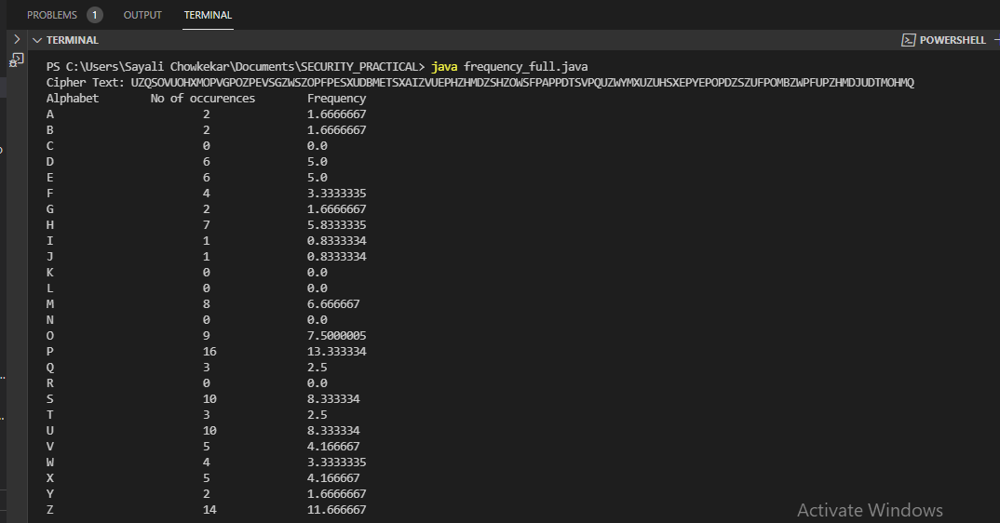 PROBLEMS 1 OUTPUT TERMINAL
TERMINAL POWERSHELL
PS C:\Users\Sayali Chowkekar\Documents\SECURITY_PRACTICAL> java frequency_full.java
Cipher Text: UZQSOVUOHXMOPVGPOZPEVSGZWSZOPFPESXUDBMETSXAIZVUEPHZHMDZSHZOWSFPAPPDTSVPQUZWYMXUZUHSXEPYEPOPDZSZUFPOMBZWPFUPZHMDJUDTMOHMQ
Alphabet No of occurences Frequency
A 2 1.6666667
B 2 1.6666667
C 0 0.0
D 6 5.0
E 6 5.0
F 4 3.3333335
G 2 1.6666667
H 7 5.8333335
I 1 0.8333334
J 1 0.8333334
K 0 0.0
L 0 0.0
M 8 6.666667
N 0 0.0
O 9 7.5000005
P 16 13.333334
Q 3 2.5
R 0 0.0
S 10 8.333334
T 3 2.5
U 10 8.333334
V 5 4.166667
W 4 3.3333335
X 5 4.166667
Y 2 1.6666667
Z 14 11.666667
Activate Windows